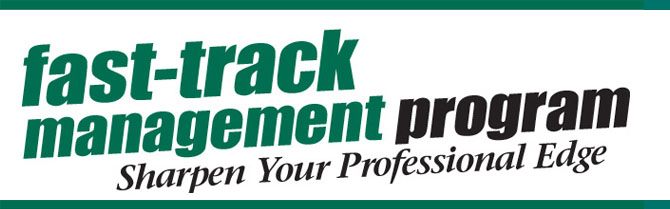 fast-track
management program
Sharpen Your Professional Edge